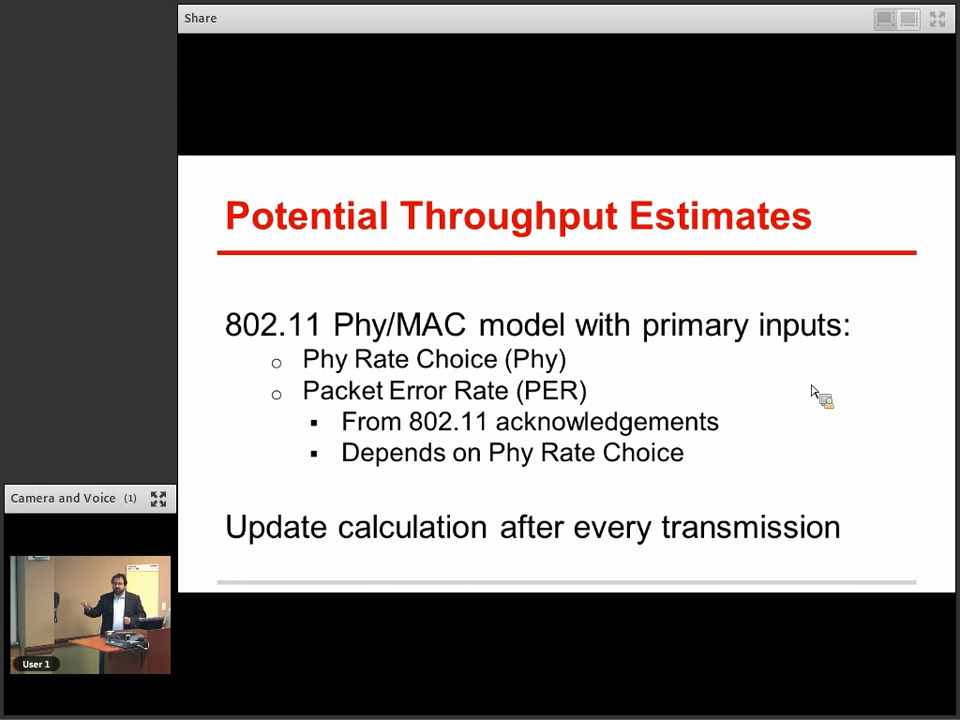 Share
Potential Throughput Estimates
802.11 Phy/MAC model with primary inputs:
o Phy Rate Choice (Phy)
o Packet Error Rate (PER)
▪ From 802.11 acknowledgements
▪ Depends on Phy Rate Choice
Update calculation after every transmission
Camera and Voice (1)
User 1